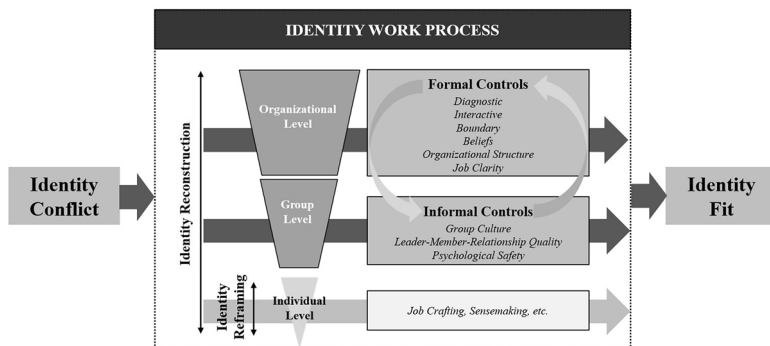 IDENTITY WORK PROCESS
Identity
Conflict
Identity Reconstruction
Identity
Reframing
Organizational
Level
Group
Level
Individual
Level
Formal Controls
Diagnostic
Interactive
Boundary
Beliefs
Organizational Structure
Job Clarity
Informal Controls
Group Culture
Leader-Member-Relationship Quality
Psychological Safety
Job Crafting, Sensemaking, etc.
Identity
Fit